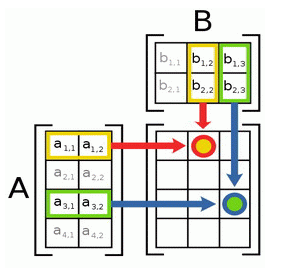 B
b1,1 b1,2 b1,3
b2,1 b2,2 b2,3
A
a1,1 a1,2
a2,1 a2,2
a3,1 a3,2
a4,1 a4,2